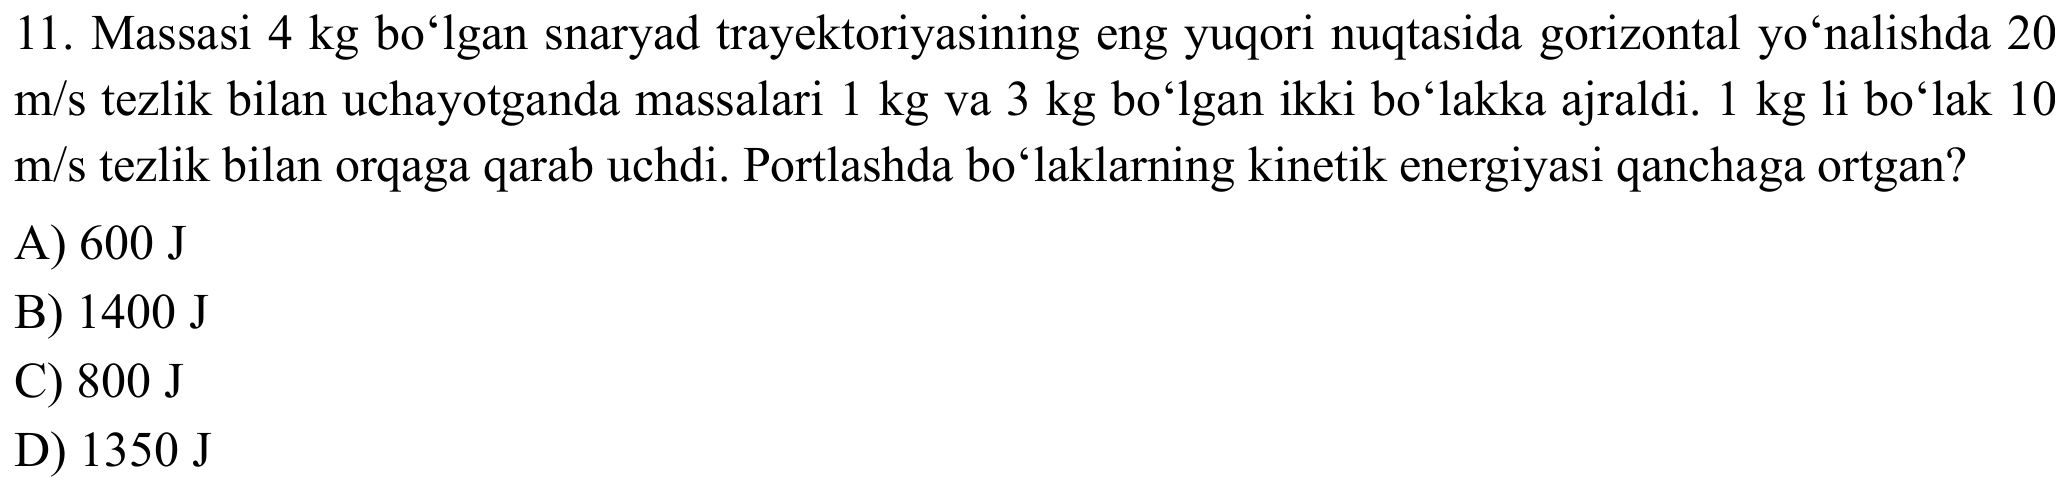 11. Massasi 4 kg bo‘lgan snaryad trayektoriyasining eng yuqori nuqtasida gorizontal yo‘nalishda 20
m/s tezlik bilan uchayotganda massalari 1 kg va 3 kg bo‘lgan ikki bo‘lakka ajraldi. 1 kg li bo‘lak 10
m/s tezlik bilan orqaga qarab uchdi. Portlashda bo‘laklarning kinetik energiyasi qanchaga ortgan?
A) 600 J
B) 1400 J
C) 800 J
D) 1350 J